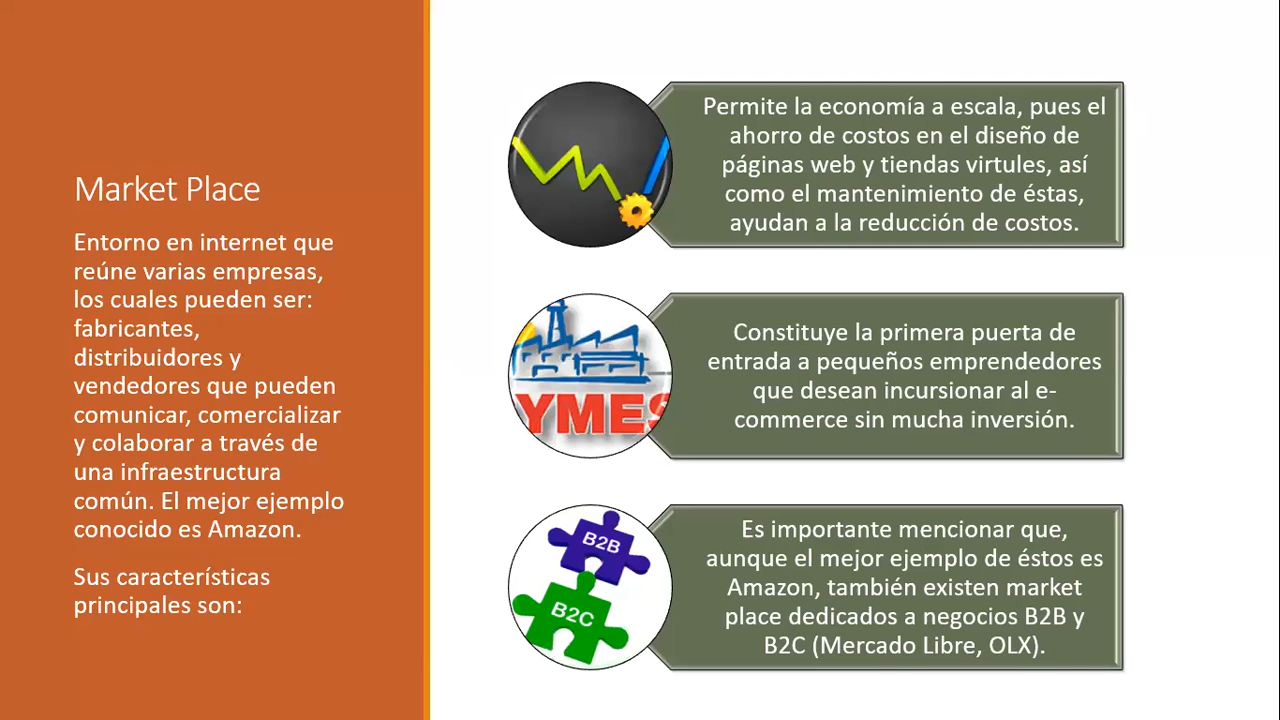 Market Place
Entorno en internet que
reúne varias empresas,
los cuales pueden ser:
fabricantes,
distribuidores y
vendedores que pueden
comunicar, comercializar
y colaborar a través de
una infraestructura
común. El mejor ejemplo
conocido es Amazon.
Sus características
principales son:
Permite la economía a escala, pues el
ahorro de costos en el diseño de
páginas web y tiendas virtules, así
como el mantenimiento de éstas,
ayudan a la reducción de costos.
YMES
Constituye la primera puerta de
entrada a pequeños emprendedores
que desean incursionar al e-
commerce sin mucha inversión.
B2B
B2C
Es importante mencionar que,
aunque el mejor ejemplo de éstos es
Amazon, también existen market
place dedicados a negocios B2B y
B2C (Mercado Libre, OLX).